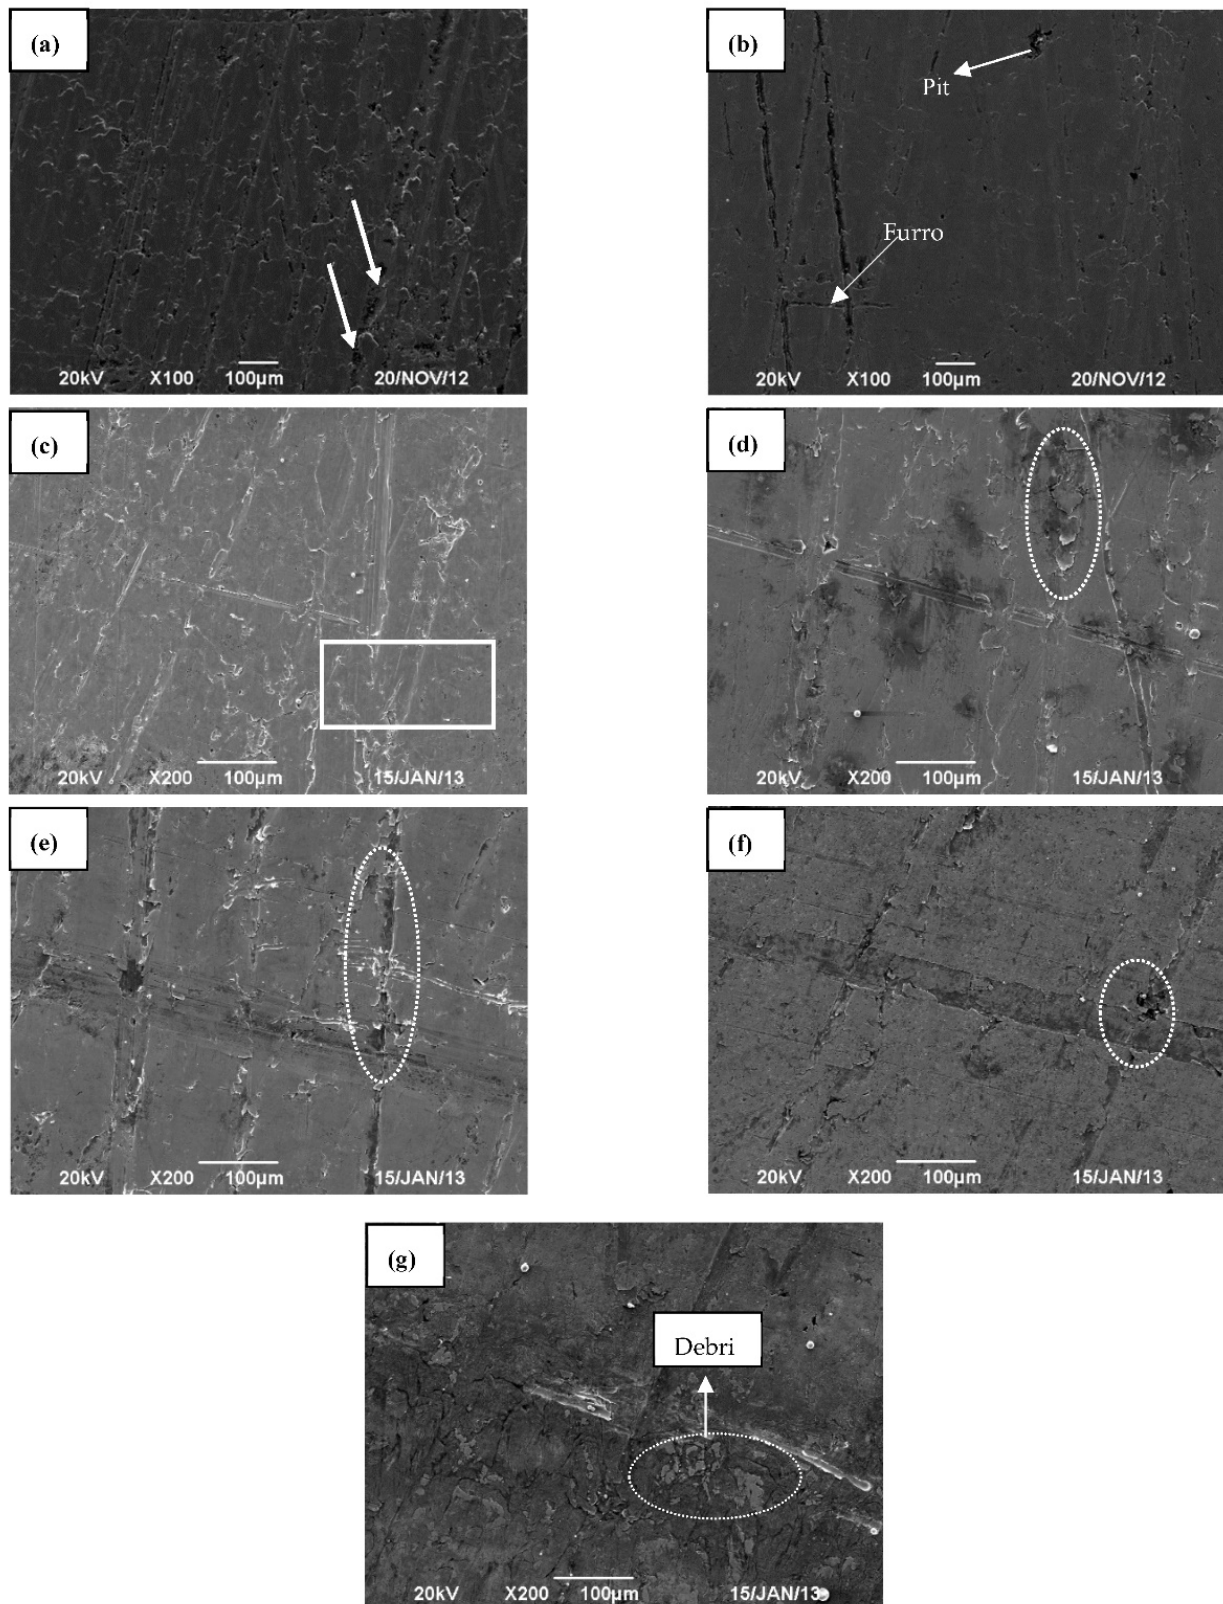 (a)
20kV X100 100µm 20/NOV/12
(b)
Pit
Furro
20kV X100 100µm 20/NOV/12
(c)
20kV X200 100µm 15/JAN/13
(d)
20kV X200 100µm 15/JAN/13
(e)
20kV X200 100µm 15/JAN/13
(f)
20kV X200 100µm 15/JAN/13
(g)
Debri
20kV X200 100µm 15/JAN/13